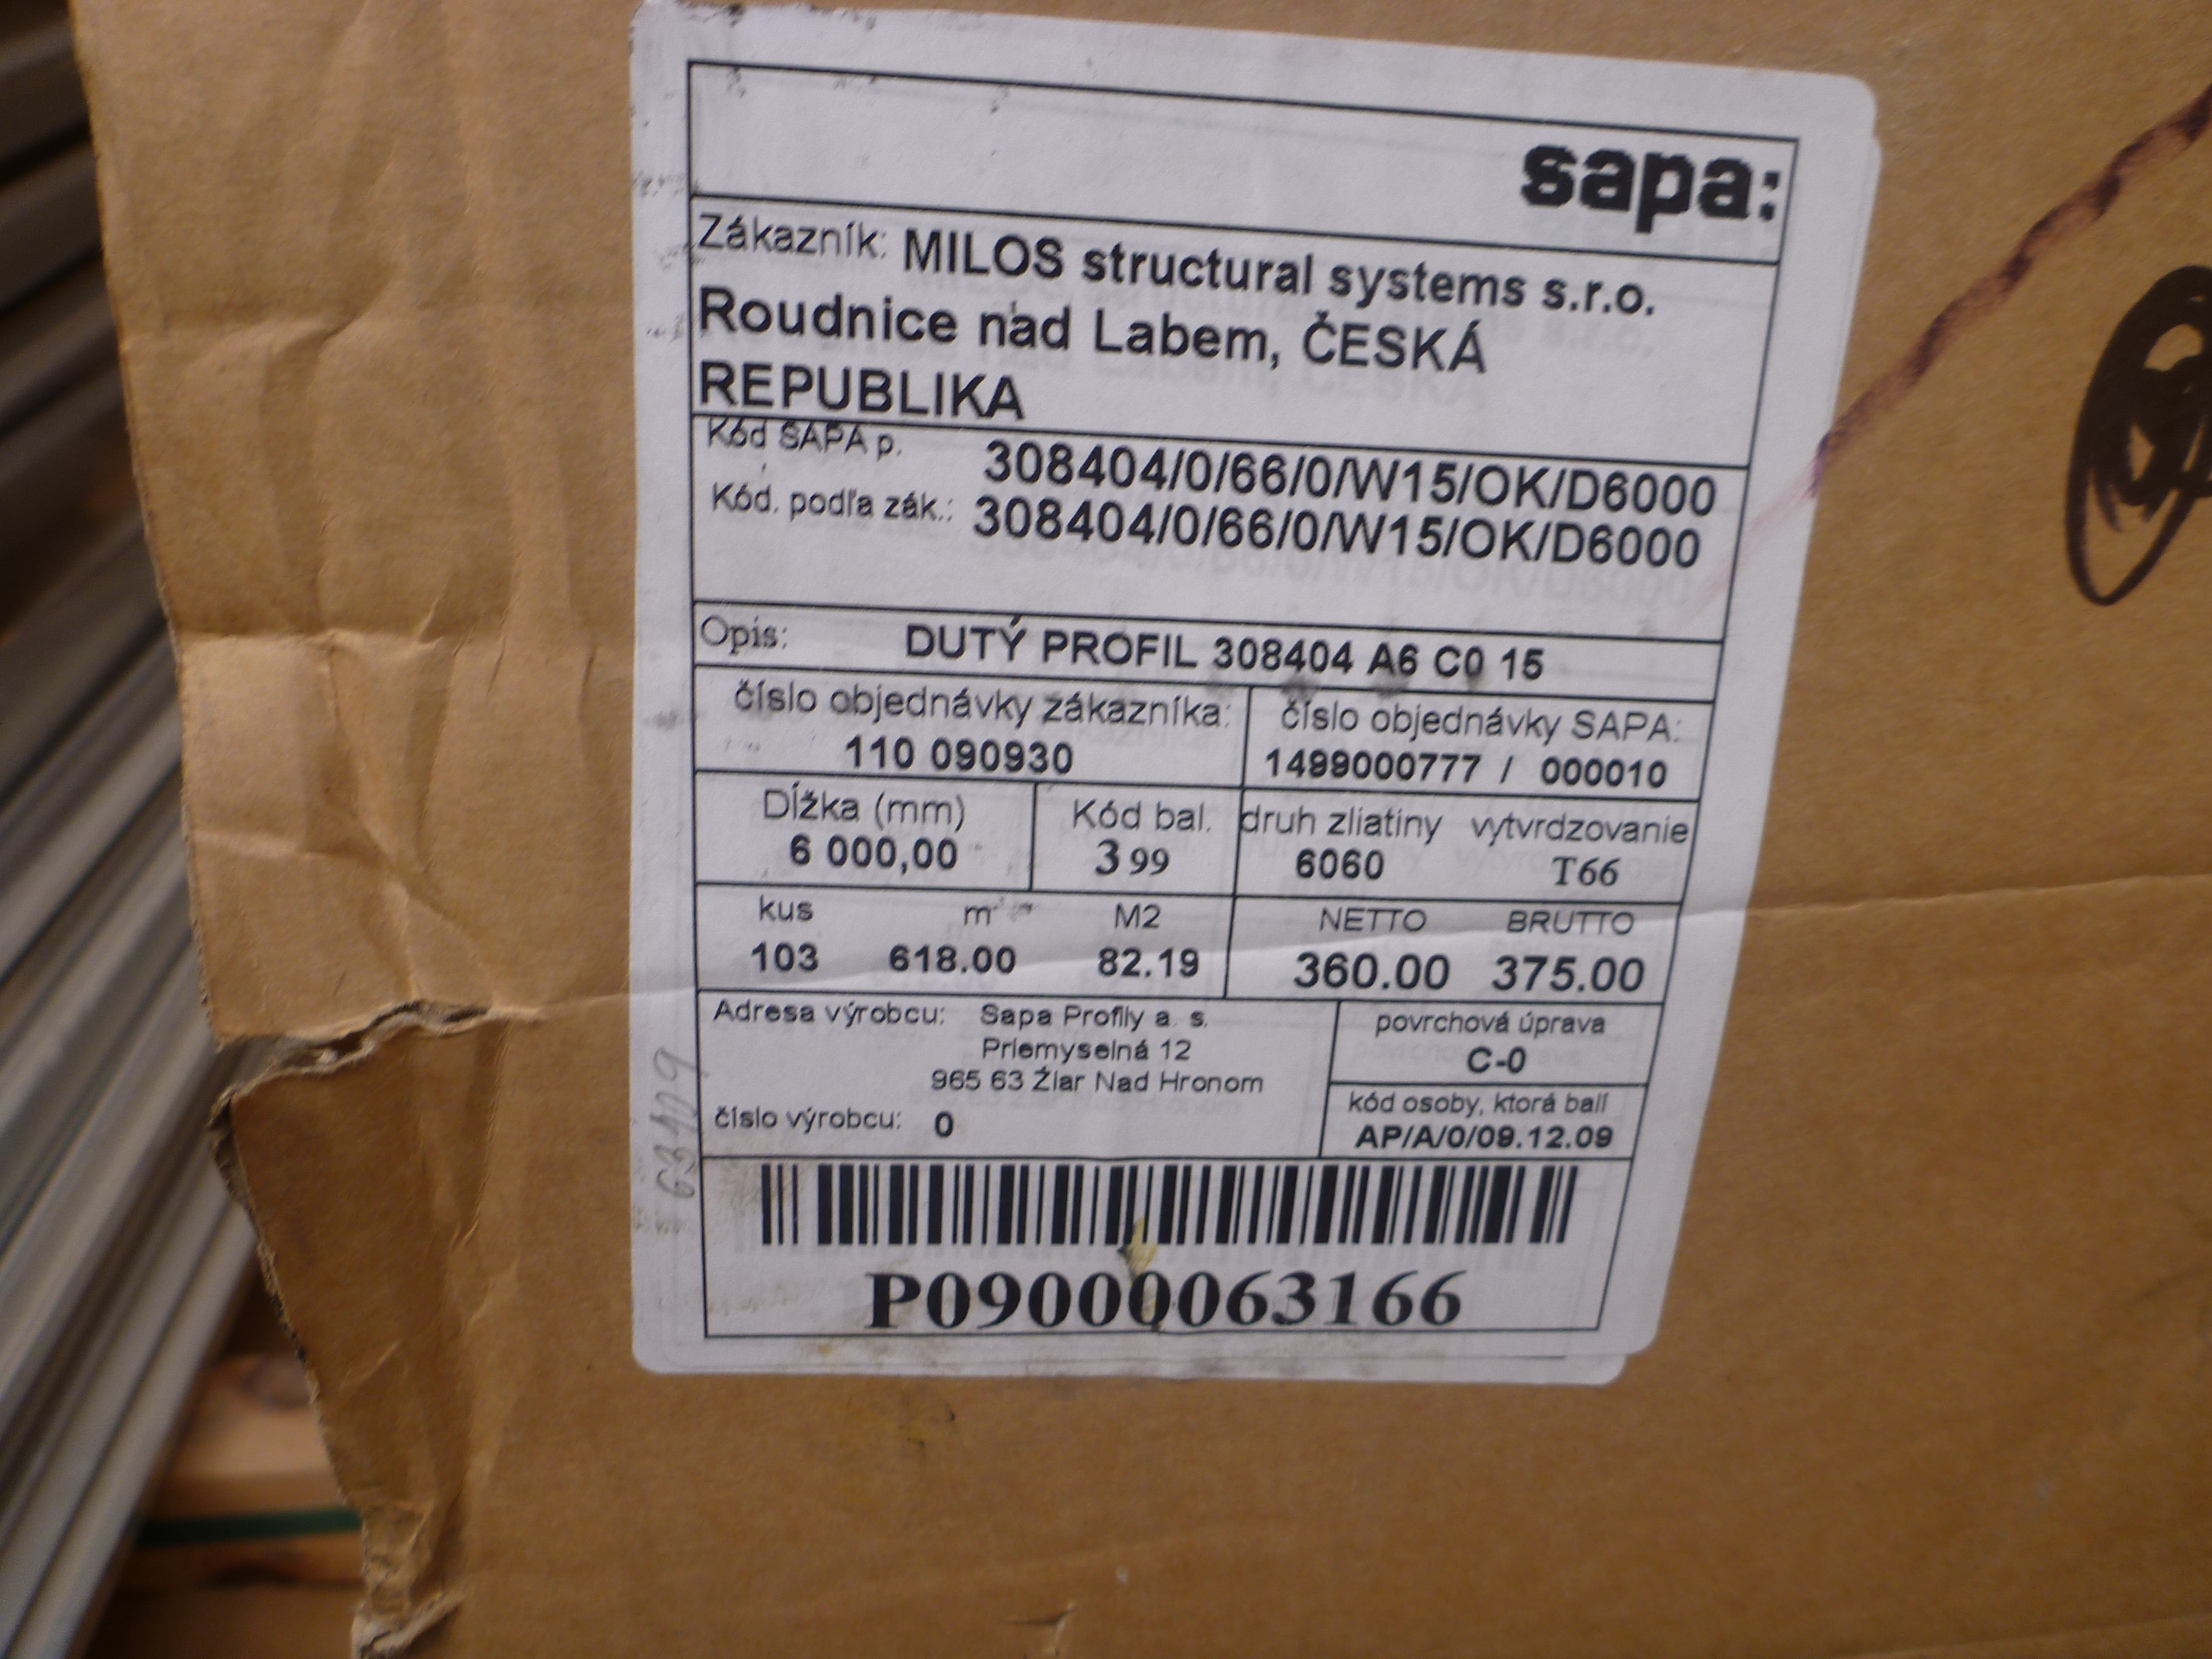 sapa:
Zákazník: MILOS structural systems s.r.o.
Roudnice nad Labem, ČESKÁ
REPUBLIKA
Kód SAPA p. 308404/0/66/0/W15/OK/D6000
Kód. podľa zák.: 308404/0/66/0/W15/OK/D6000
Opis: DUTÝ PROFIL 308404 A6 C0 15
číslo objednávky zákazníka: číslo objednávky SAPA:
110 090930 1499000777 / 000010
Dĺžka (mm) Kód bal. druh zliatiny vytvrdzovanie
6 000,00 3 99 6060 T66
kus m M2 NETTO BRUTTO
103 618.00 82.19 360.00 375.00
Adresa výrobcu: Sapa Profily a. s.
Priemyselná 12
965 63 Žiar Nad Hronom
číslo výrobcu: 0
povrchová úprava
C-0
kód osoby, ktorá balí
AP/A/0/09.12.09
P09000063166